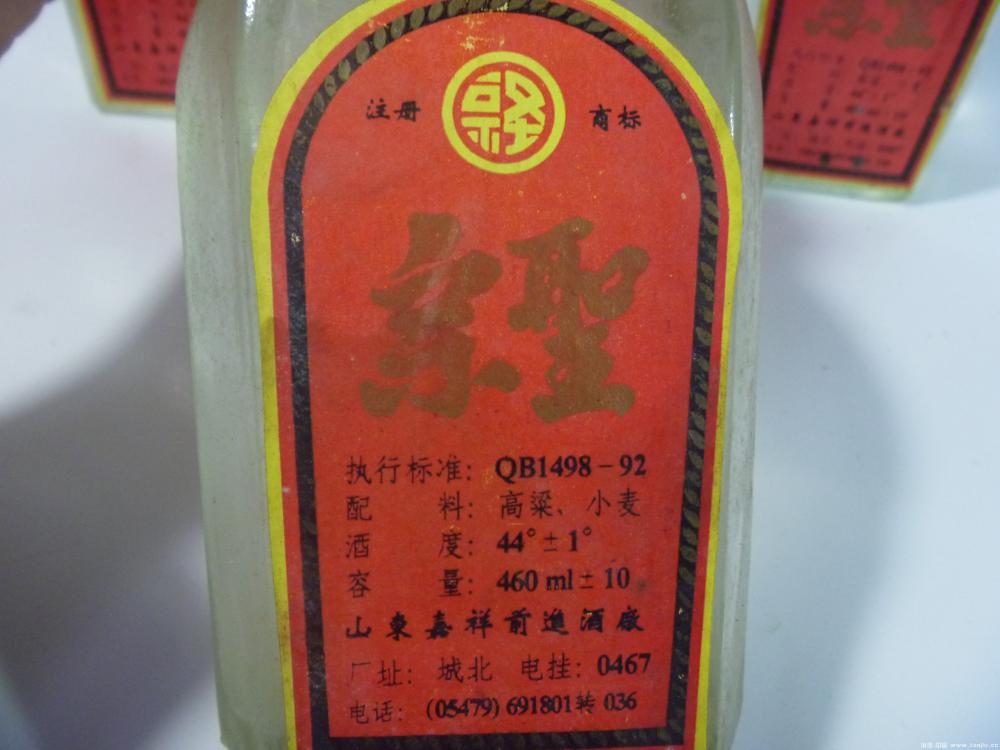 注册 商标
宗聖
执行标准：QB1498－92
配 料：高粱、小麦
酒 度：44°±1°
容 量：460 ml±10
山東嘉祥前進酒廠
厂址：城北 电挂：0467
电话：(05479) 691801转 036